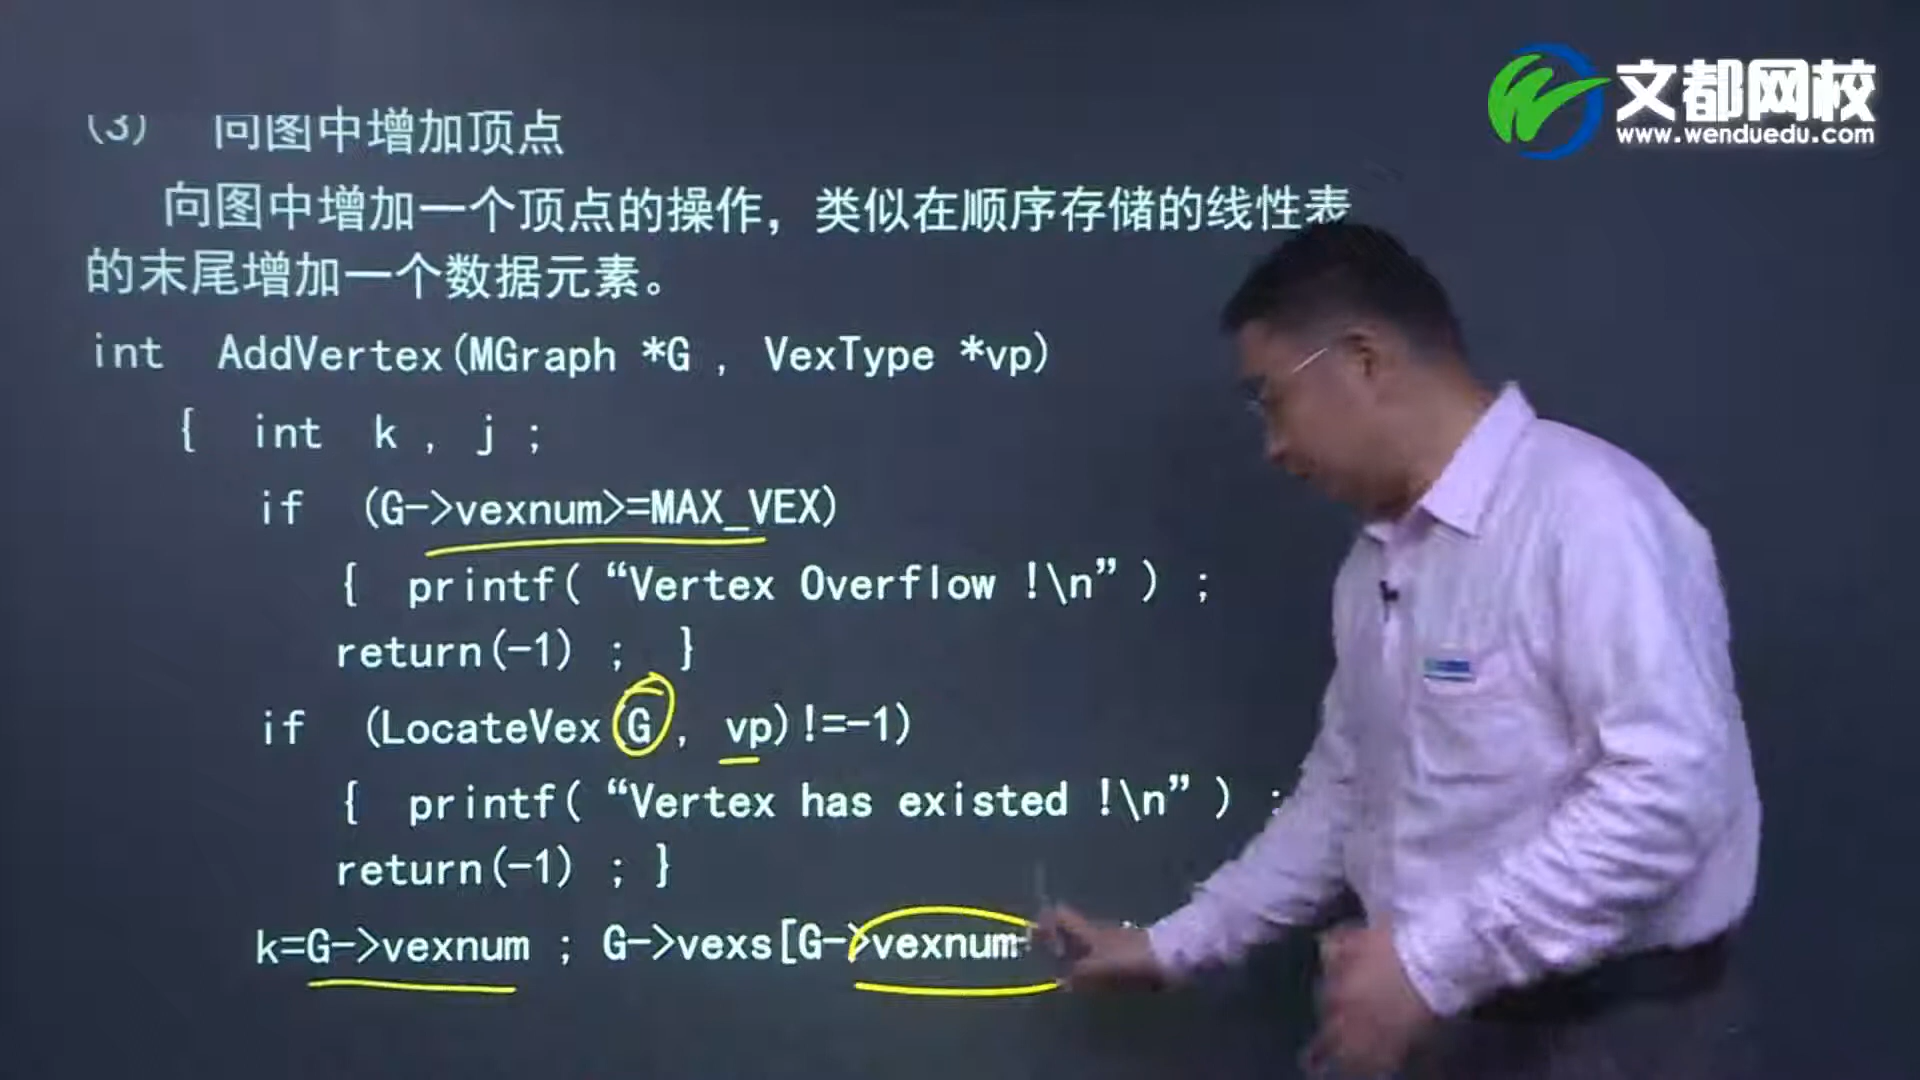 文都网校
www.wenduedu.com
(3) 向图中增加顶点
向图中增加一个顶点的操作，类似在顺序存储的线性表
的末尾增加一个数据元素。
int AddVertex(MGraph *G , VexType *vp)
{ int k , j ;
if (G->vexnum>=MAX_VEX)
{ printf(“Vertex Overflow !\n”) ;
return(-1) ; }
if (LocateVex G , vp)!=-1)
{ printf(“Vertex has existed !\n”) ;
return(-1) ; }
k=G->vexnum ; G->vexs[G->vexnum